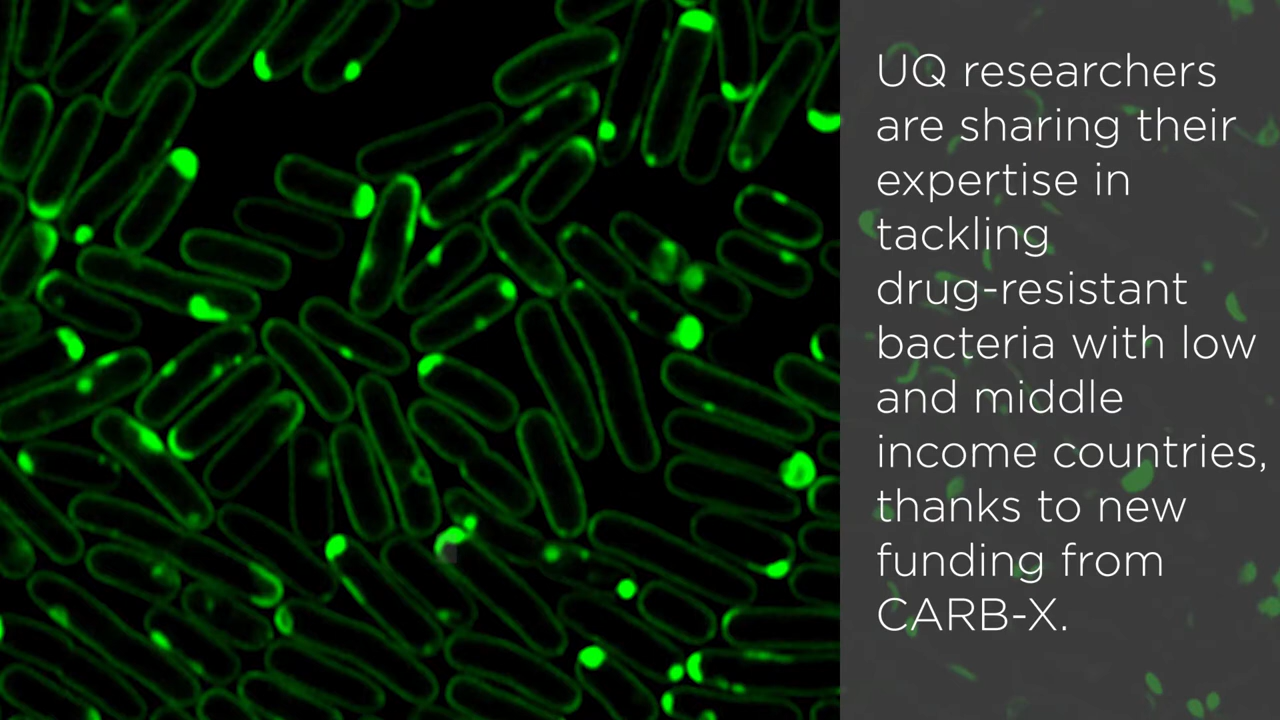 UQ researchers
are sharing their
expertise in
tackling
drug-resistant
bacteria with low
and middle
income countries,
thanks to new
funding from
CARB-X.